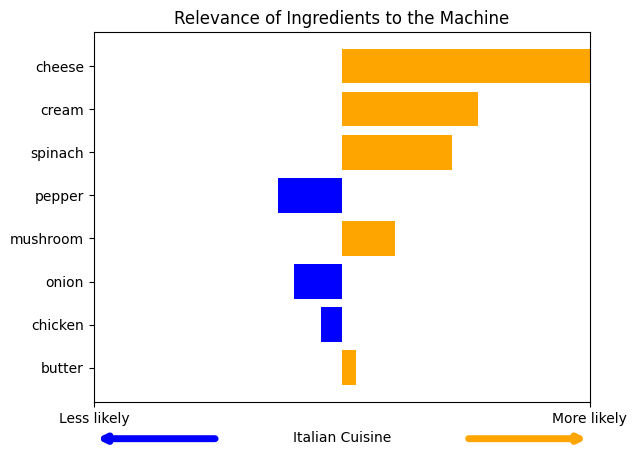 Relevance of Ingredients to the Machine
cheese
cream
spinach
pepper
mushroom
onion
chicken
butter
Less likely
More likely
Italian Cuisine